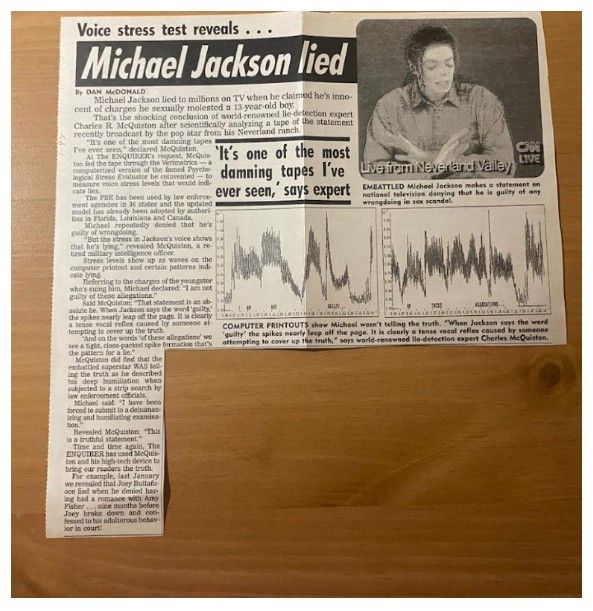 Voice stress test reveals . . .
Michael Jackson lied
By DAN McDONALD
Michael Jackson lied to millions on TV when he claimed he's inno-
cent of charges he sexually molested a 13-year-old boy.
That's the shocking conclusion of world-renowned lie-detection expert
Charles R. McQuiston after scientifically analyzing a tape of the statement
recently broadcast by the pop star from his Neverland ranch.
"It's one of the most
damning tapes I've
ever seen," declared McQuiston.
At The ENQUIRER's request, McQuis-
ton fed the tape through the Verimetrics — a
computerized version of the famed Psycho-
logical Stress Evaluator he coinvented — to
measure voice stress levels that would indi-
cate lies.
The PSE has been used by law enforce-
ment agencies in 36 states and the updated
model has already been adopted by authori-
ties in Florida, Louisiana and Canada.
Michael repeatedly denied that he's
guilty of wrongdoing.
"But the stress in Jackson's voice shows
that he's lying," revealed McQuiston, a re-
tired military intelligence officer.
Stress levels show up as waves on the
computer printout and certain patterns indi-
cate lying.
Referring to the charges of the youngster
who's suing him, Michael declared: "I am not
guilty of these allegations."
Said McQuiston: "That statement is an ab-
solute lie. When Jackson says the word 'guilty,'
the spikes nearly leap off the page. It is clearly
a tense vocal reflex caused by someone at-
tempting to cover up the truth.
"And on the words 'of these allegations' we
see a tight, close-packed spike formation that's
the pattern for a lie."
McQuiston did find that the
embattled superstar WAS tell-
ing the truth as he described
his deep humiliation when
subjected to a strip search by
law enforcement officials.
Michael said: "I have been
forced to submit to a dehuman-
izing and humiliating examina-
tion."
Revealed McQuiston: "This
is a truthful statement."
Time and time again, The
ENQUIRER has used McQuis-
ton and his high-tech device to
bring our readers the truth.
For example, last January
we revealed that Joey Buttafu-
oco lied when he denied hav-
ing had a romance with Amy
Fisher . . . nine months before
Joey broke down and con-
fessed to his adulterous behav-
ior in court!
'It's one of the most
damning tapes I've
ever seen,' says expert
CNN
LIVE
Live from Neverland Valley
EMBATTLED Michael Jackson makes a statement on
national television denying that he is guilty of any
wrongdoing in sex scandal.
I AM NOT GUILTY
OF THESE ALLEGATIONS
COMPUTER PRINTOUTS show Michael wasn't telling the truth. "When Jackson says the word
'guilty' the spikes nearly leap off the page. It is clearly a tense vocal reflex caused by someone
attempting to cover up the truth," says world-renowned lie-detection expert Charles McQuiston.